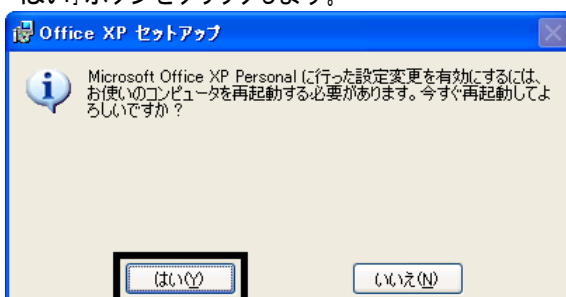 はい」ボタンをクリックします。
Office XP セットアップ
Microsoft Office XP Personal に行った設定変更を有効にするには、
お使いのコンピュータを再起動する必要があります。今すぐ再起動してよ
ろしいですか？
はい(Y) いいえ(N)